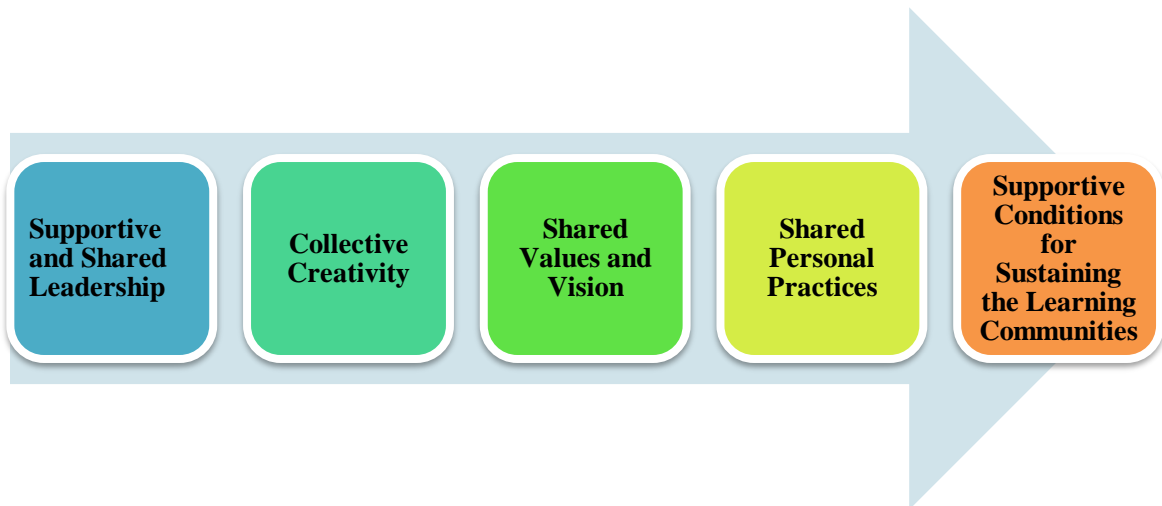 Supportive
and Shared
Leadership
Collective
Creativity
Shared
Values and
Vision
Shared
Personal
Practices
Supportive
Conditions
for
Sustaining
the Learning
Communities